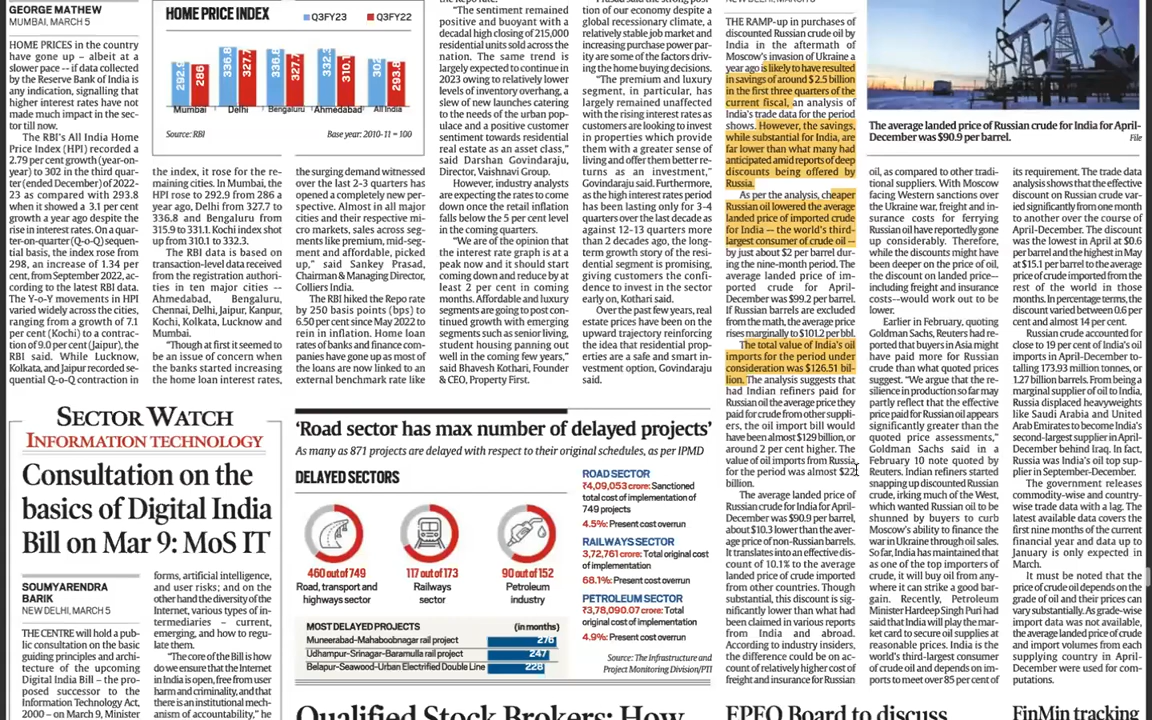 GEORGE MATHEW
MUMBAI, MARCH 5
HOME PRICES in the country
have gone up – albeit at a
slower pace -- if data collected
by the Reserve Bank of India is
any indication, signalling that
higher interest rates have not
made much impact in the sec-
tor till now.
The RBI's All India Home
Price Index (HPI) recorded a
2.79 per cent growth (year-on-
year) to 302 in the third quar-
ter (ended December) of 2022-
23 as compared with 293.8
when it showed a 3.1 per cent
growth a year ago despite the
rise in interest rates. On a quar-
ter-on-quarter (Q-o-Q) sequen-
tial basis, the index rose from
298, an increase of 1.34 per
cent, from September 2022, ac-
cording to the latest RBI data.
The Y-o-Y movements in HPI
varied widely across the cities,
ranging from a growth of 7.1
per cent (Kochi) to a contrac-
tion of 9.0 per cent (Jaipur), the
RBI said. While Lucknow,
Kolkata, and Jaipur recorded se-
quential Q-o-Q contraction in
HOME PRICE INDEX
Q3FY23 Q3FY22
292.9 286 336.8 327.7 336.8 327.7 332.3 310.1 302 293.8
Mumbai Delhi Bengaluru Ahmedabad All India
Source: RBI Base year: 2010-11 = 100
the index, it rose for the re-
maining cities. In Mumbai, the
HPI rose to 292.9 from 286 a
year ago, Delhi from 327.7 to
336.8 and Bengaluru from
315.9 to 331.1. Kochi index shot
up from 310.1 to 332.3.
The RBI data is based on
transaction-level data received
from the registration authori-
ties in ten major cities --
Ahmedabad, Bengaluru,
Chennai, Delhi, Jaipur, Kanpur,
Kochi, Kolkata, Lucknow and
Mumbai.
"Though at first it seemed to
be an issue of concern when
the banks started increasing
the home loan interest rates,
the surging demand witnessed
over the last 2-3 quarters has
opened a completely new per-
spective. Almost in all major
cities and their respective mi-
cro markets, sales across seg-
ments like premium, mid-seg-
ment and affordable, picked
up," said Sankey Prasad,
Chairman & Managing Director,
Colliers India.
The RBI hiked the Repo rate
by 250 basis points (bps) to
6.50 per cent since May 2022 to
rein in inflation. Home loan
rates of banks and finance com-
panies have gone up as most of
the loans are now linked to an
external benchmark rate like
the Repo rate.
"The sentiment remained
positive and buoyant with a
decadal high closing of 215,000
residential units sold across the
nation. The same trend is
largely expected to continue in
2023 owing to relatively lower
levels of inventory overhang, a
slew of new launches catering
to the needs of the urban pop-
ulace and a positive customer
sentiment towards residential
real estate as an asset class,"
said Darshan Govindaraju,
Director, Vaishnavi Group.
However, industry analysts
are expecting the rates to come
down once the retail inflation
falls below the 5 per cent level
in the coming quarters.
"We are of the opinion that
the interest rate graph is at a
peak now and it should start
coming down and reduce by at
least 2 per cent in coming
months. Affordable and luxury
segments are going to post con-
tinued growth with emerging
segments such as senior living,
student housing panning out
well in the coming few years,"
said Bhavesh Kothari, Founder
& CEO, Property First.
sition of our economy despite a
global recessionary climate, a
relatively stable job market and
increasing purchase power par-
ity are some of the factors driv-
ing the home buying decisions.
"The premium and luxury
segment, in particular, has
largely remained unaffected
with the rising interest rates as
customers are looking to invest
in properties which provide
them with a greater sense of
living and offer them better re-
turns as an investment,"
Govindaraju said. Furthermore,
as the high interest rates period
has been lasting only for 3-4
quarters over the last decade as
against 12-13 quarters more
than 2 decades ago, the long-
term growth story of the resi-
dential segment is promising,
giving customers the confi-
dence to invest in the sector
early on, Kothari said.
Over the past few years, real
estate prices have been on the
upward trajectory reinforcing
the idea that residential prop-
erties are a safe and smart in-
vestment option, Govindaraju
said.
THE RAMP-up in purchases of
discounted Russian crude oil by
India in the aftermath of
Moscow's invasion of Ukraine a
year ago is likely to have resulted
in savings of around $2.5 billion
in the first three quarters of the
current fiscal, an analysis of
India's trade data for the period
shows. However, the savings,
while substantial for India, are
far lower than what many had
anticipated amid reports of deep
discounts being offered by
Russia.
As per the analysis, cheaper
Russian oil lowered the average
landed price of imported crude
for India — the world's third-
largest consumer of crude oil --
by just about $2 per barrel
during the nine-month period. The
average landed price of im-
ported crude for April-
December was $99.2 per barrel.
If Russian barrels are excluded
from the math, the average price
rises marginally to $101.2 per bbl.
The total value of India's oil
imports for the period under
consideration was $126.51 bil-
lion. The analysis suggests that
had Indian refiners paid for
Russian oil the average price they
paid for crude from other suppli-
ers, the oil import bill would
have been almost $129 billion, or
around 2 per cent higher. The
value of oil imports from Russia
for the period was almost $22
billion.
The average landed price of
Russian crude for India for April-
December was $90.9 per barrel,
about $10.3 lower than the aver-
age price of non-Russian barrels.
It translates into an effective dis-
count of 10.1% to the average
landed price of crude imported
from other countries. Though
substantial, this discount is sig-
nificantly lower than what had
been claimed in various reports
from India and abroad.
According to industry insiders,
the difference could be on ac-
count of relatively higher cost of
freight and insurance for Russian
The average landed price of Russian crude for India for April-
December was $90.9 per barrel. File
oil, as compared to other tradi-
tional suppliers. With Moscow
facing Western sanctions over
the Ukraine war, freight and in-
surance costs for ferrying
Russian oil have reportedly gone
up considerably. Therefore,
while the discounts might have
been deeper on the price of oil,
the discount on landed price—
including freight and insurance
costs--would work out to be
lower.
Earlier in February, quoting
Goldman Sachs, Reuters had re-
ported that buyers in Asia might
have paid more for Russian
crude than what quoted prices
suggest. "We argue that the re-
silience in production so far may
partly reflect that the effective
price paid for Russian oil appears
significantly greater than the
quoted price assessments,"
Goldman Sachs said in a
February 10 note quoted by
Reuters. Indian refiners started
snapping up discounted Russian
crude, irking much of the West,
which wanted Russian oil to be
shunned by buyers to curb
Moscow's ability to finance the
war in Ukraine through oil sales.
So far, India has maintained that
as one of the top importers of
crude, it will buy oil from any-
where it can strike a good bar-
gain. Recently, Petroleum
Minister Hardeep Singh Puri had
said that India will play the mar-
ket card to secure oil supplies at
reasonable prices. India is the
world's third-largest consumer
of crude oil and depends on im-
ports to meet over 85 per cent of
its requirement. The trade data
analysis shows that the effective
discount on Russian crude var-
ied significantly from one month
to another over the course of
April-December. The discount
was the lowest in April at $0.6
per barrel and the highest in May
at $15.1 per barrel to the average
price of crude imported from the
rest of the world in those
months. In percentage terms, the
discount varied between 0.6 per
cent and almost 14 per cent.
Russian crude accounted for
close to 19 per cent of India's oil
imports in April-December to-
talling 173.93 million tonnes, or
1.27 billion barrels. From being a
marginal supplier of oil to India,
Russia displaced heavyweights
like Saudi Arabia and United
Arab Emirates to become India's
second-largest supplier in April-
December behind Iraq. In fact,
Russia was India's oil top sup-
plier in September-December.
The government releases
commodity-wise and country-
wise trade data with a lag. The
latest available data covers the
first nine months of the current
financial year and data up to
January is only expected in
March.
It must be noted that the
price of crude oil depends on the
grade of oil and their prices can
vary substantially. As grade-wise
import data was not available,
the average landed price of crude
and import volumes from each
supplying country in April-
December were used for com-
putations.
SECTOR WATCH
INFORMATION TECHNOLOGY
Consultation on the
basics of Digital India
Bill on Mar 9: MoS IT
SOUMYARENDRA
BARIK
NEW DELHI, MARCH 5
THE CENTRE will hold a pub-
lic consultation on the basic
guiding principles and archi-
tecture of the upcoming
Digital India Bill – the pro-
posed successor to the
Information Technology Act,
2000 – on March 9, Minister
forms, artificial intelligence,
and user risks; and on the
other hand the diversity of the
Internet, various types of in-
termediaries – current,
emerging, and how to regu-
late them.
"The core of the Bill is how
do we ensure that the Internet
in India is open, free from user
harm and criminality, and that
there is an institutional mech-
anism of accountability," he
'Road sector has max number of delayed projects'
As many as 871 projects are delayed with respect to their original schedules, as per IPMD
DELAYED SECTORS
460 out of 749
Road, transport and
highways sector
117 out of 173
Railways
sector
90 out of 152
Petroleum
industry
MOST DELAYED PROJECTS (in months)
Muneerabad-Mahaboobnagar rail project 276
Udhampur-Srinagar-Baramulla rail project 247
Belapur-Seawood-Urban Electrified Double Line 228
ROAD SECTOR
₹4,09,053 crore: Sanctioned
total cost of implementation of
749 projects
4.5%: Present cost overrun
RAILWAYS SECTOR
3,72,761 crore: Total original cost
of implementation
68.1%: Present cost overrun
PETROLEUM SECTOR
₹3,78,090.07 crore: Total
original cost of implementation
4.9%: Present cost overrun
Source: The Infrastructure and
Project Monitoring Division/PTI
Qualified Stock Brokers: How
EPFO Board to discuss
FinMin tracking